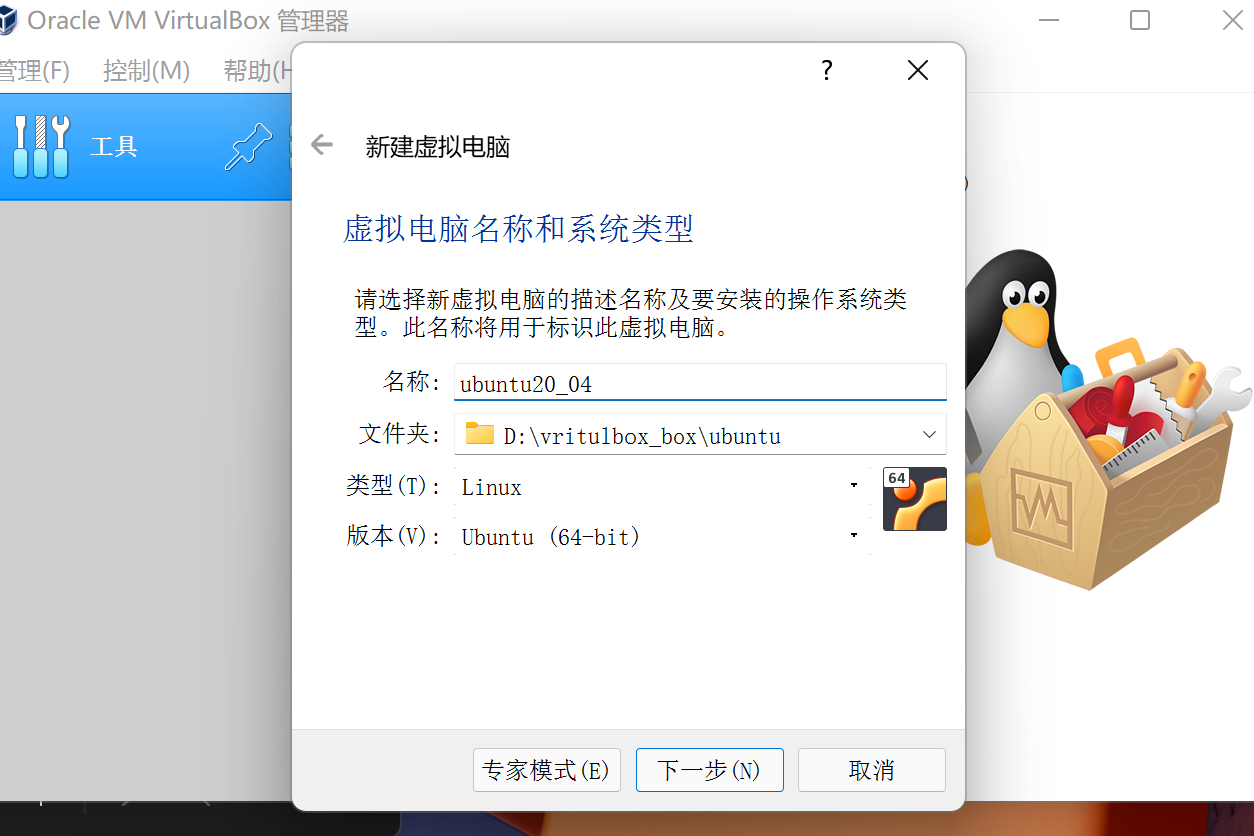 Oracle VM VirtualBox 管理器
管理(F) 控制(M) 帮助(H
?
工具
新建虚拟电脑
虚拟电脑名称和系统类型
请选择新虚拟电脑的描述名称及要安装的操作系统类
型。此名称将用于标识此虚拟电脑。
名称: ubuntu20_04
文件夹: D:\vritulbox_box\ubuntu
类型(T): Linux
64
版本(V): Ubuntu (64-bit)
专家模式(E) 下一步(N) 取消